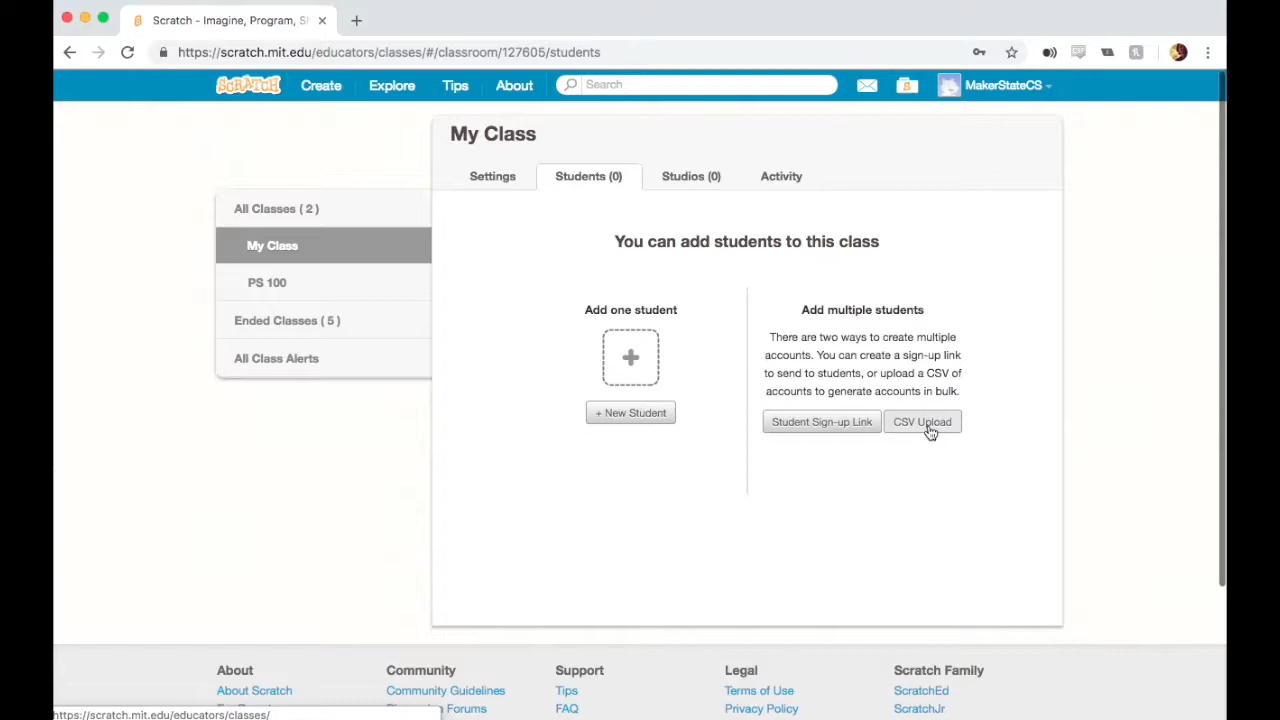 Scratch - Imagine, Program, S
https://scratch.mit.edu/educators/classes/#/classroom/127605/students
SCRATCH
Create
Explore
Tips
About
Search
MakerStateCS
My Class
Settings
Students (0)
Studios (0)
Activity
All Classes ( 2 )
My Class
PS 100
Ended Classes ( 5 )
All Class Alerts
You can add students to this class
Add one student
+ New Student
Add multiple students
There are two ways to create multiple
accounts. You can create a sign-up link
to send to students, or upload a CSV of
accounts to generate accounts in bulk.
Student Sign-up Link
CSV Upload
About
About Scratch
Community
Community Guidelines
Forums
Support
Tips
FAQ
Legal
Terms of Use
Privacy Policy
Scratch Family
ScratchEd
ScratchJr
https://scratch.mit.edu/educators/classes/